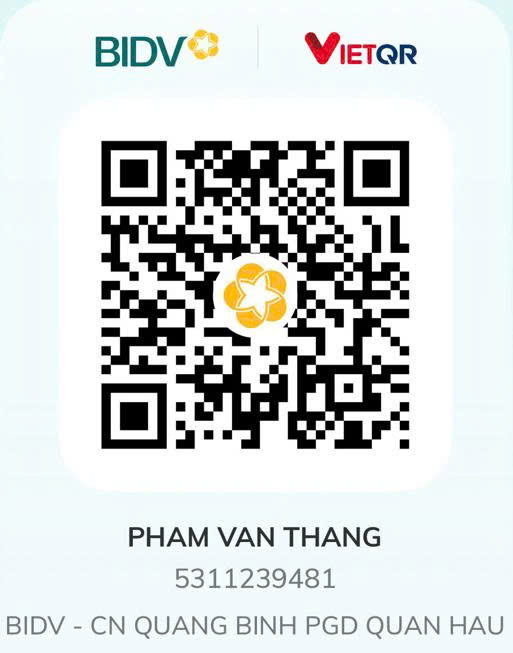 BIDV VIETQR
PHAM VAN THANG
5311239481
BIDV - CN QUANG BINH PGD QUAN HAU